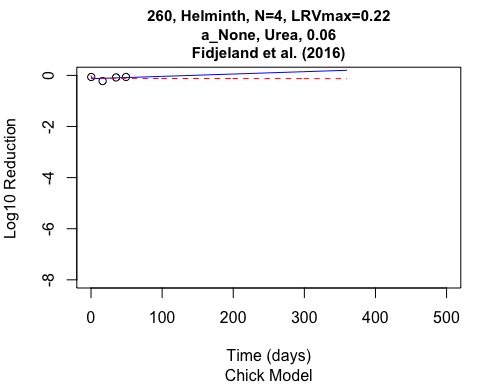 260, Helminth, N=4, LRVmax=0.22
a_None, Urea, 0.06
Fidjeland et al. (2016)
Log10 Reduction
0
-2
-4
-6
-8
0 100 200 300 400 500
Time (days)
Chick Model